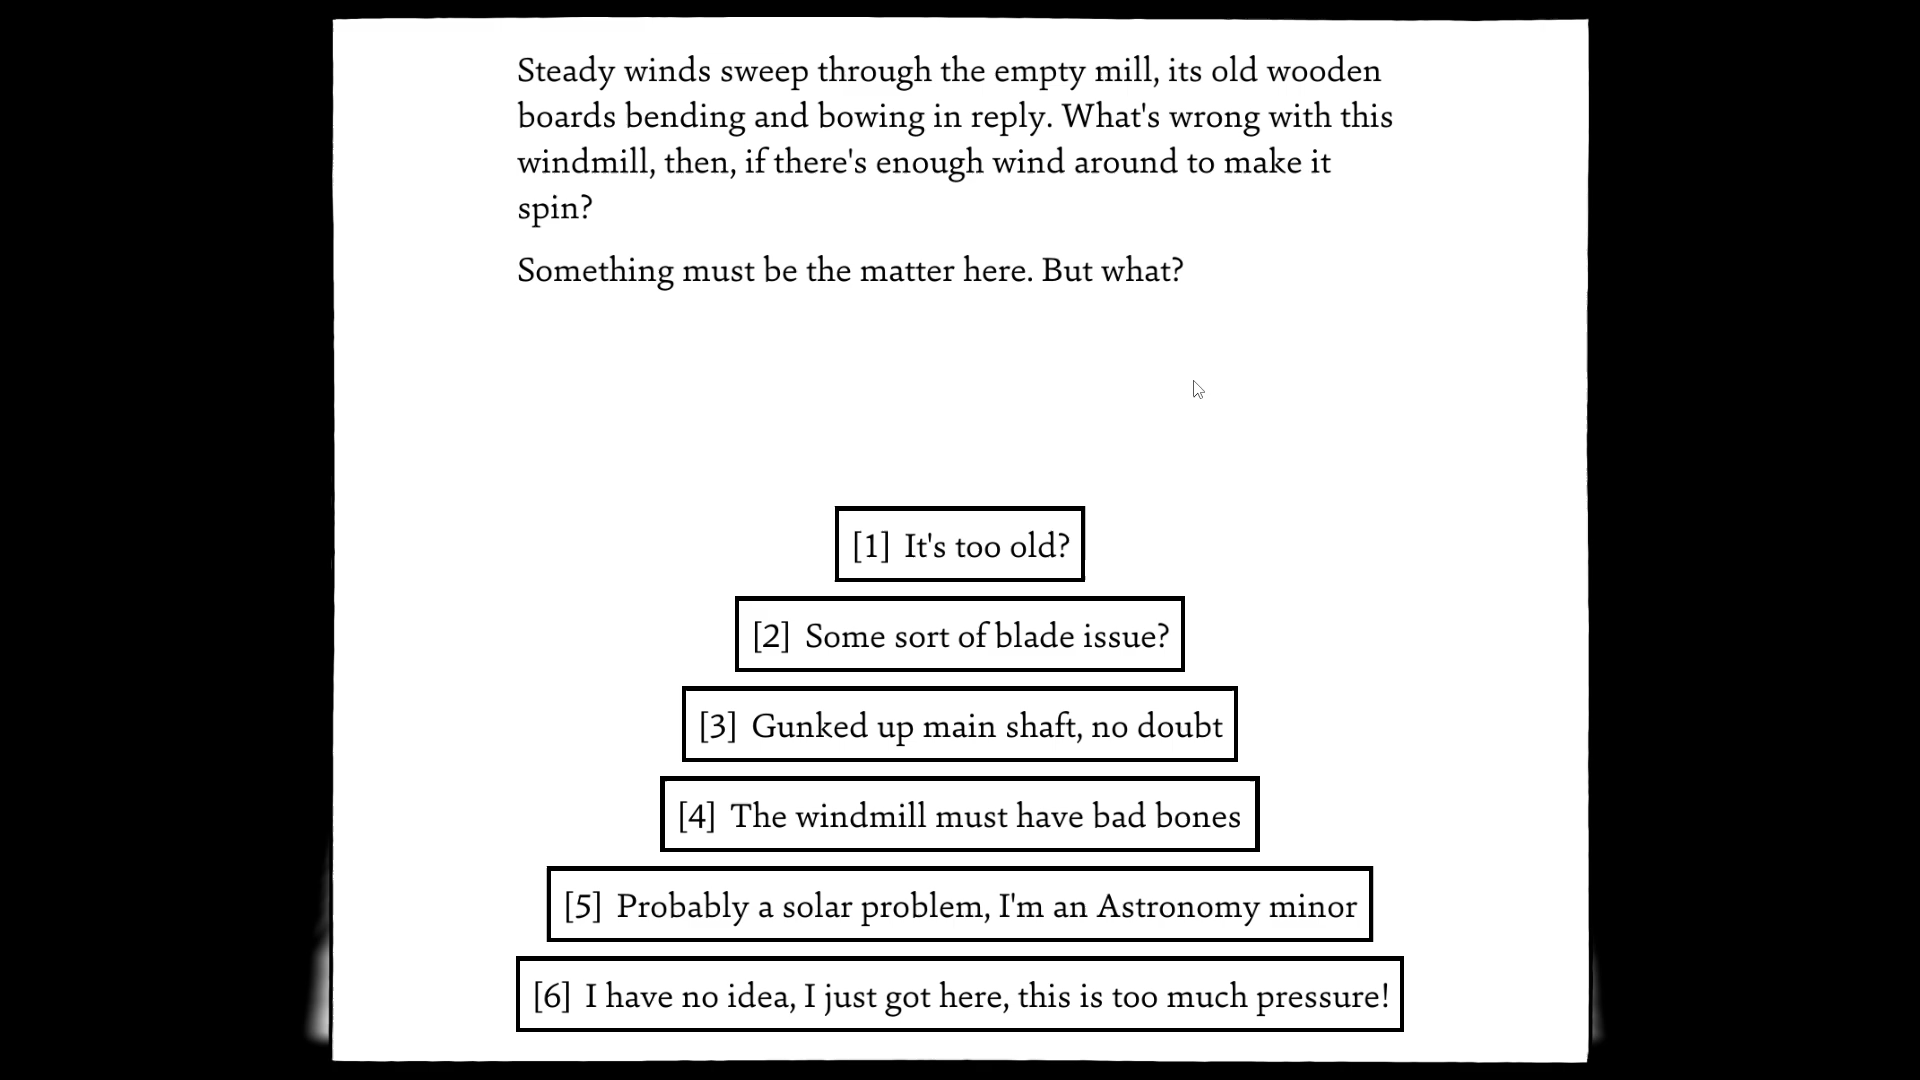 Steady winds sweep through the empty mill, its old wooden
boards bending and bowing in reply. What's wrong with this
windmill, then, if there's enough wind around to make it
spin?
Something must be the matter here. But what?
[1] It's too old?
[2] Some sort of blade issue?
[3] Gunked up main shaft, no doubt
[4] The windmill must have bad bones
[5] Probably a solar problem, I'm an Astronomy minor
[6] I have no idea, I just got here, this is too much pressure!